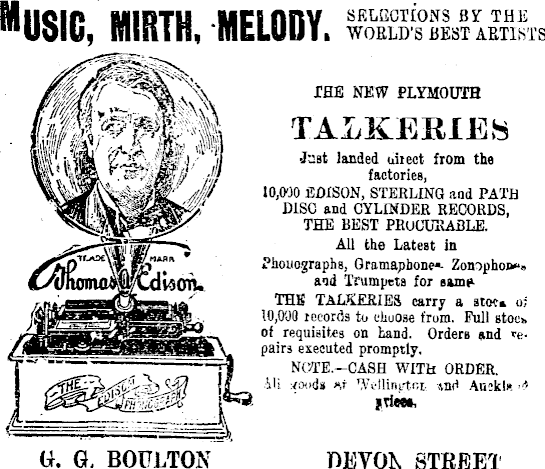 MUSIC, MIRTH, MELODY.
SELECTIONS BY THE
WORLD'S BEST ARTISTS
THE NEW PLYMOUTH
TALKERIES
Just landed direct from the
factories,
10,000 EDISON, STERLING and PATH
DISC and CYLINDER RECORDS,
THE BEST PROCURABLE.
All the Latest in
Phonographs, Gramaphones. Zonophones
and Trumpets for same
THE TALKERIES carry a stock of
10,000 records to choose from. Full stock
of requisites on hand. Orders and re-
pairs executed promptly.
NOTE.—CASH WITH ORDER.
All goods at Wellington and Auckland
prices.
TRADE MARK
Thomas A Edison
THE
EDISON
PHONOGRAPH
G. G. BOULTON
DEVON STREET